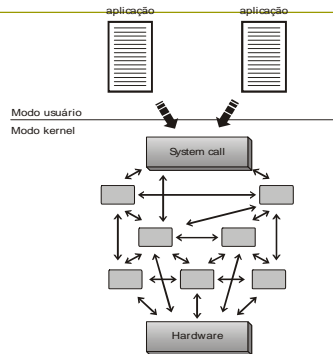 aplicação aplicação
Modo usuário
Modo kernel
System call
Hardware